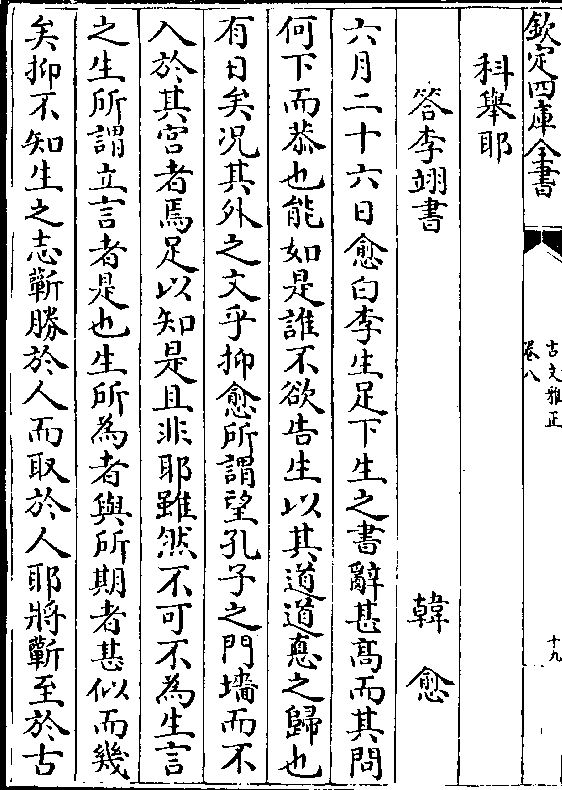 欽定四庫全書
古文雅正
卷八
十九
科舉耶
答李翊書 韓愈
六月二十六日愈白李生足下生之書辭甚高而其問
何下而恭也能如是誰不欲告生以其道道惪之歸也
有日矣况其外之文乎抑愈所謂望孔子之門墻而不
入於其宫者焉足以知是且非耶雖然不可不為生言
之生所謂立言者是也生所為者與所期者甚似而幾
矣抑不知生之志蘄勝於人而取於人耶將蘄至於古